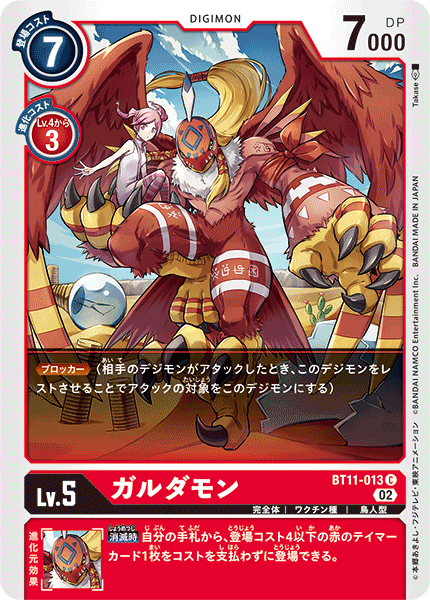 DIGIMON
登場コスト
7
7000
DP
進化コスト
Lv.4から
3
Takase
©BANDAI NAMCO Entertainment Inc. BANDAI MADE IN JAPAN
©本郷あきよし・フジテレビ・東映アニメーション
ブロッカー (相手のデジモンがアタックしたとき、このデジモンをレ
ストさせることでアタックの対象をこのデジモンにする)
BT11-013 C
02
Lv.5
ガルダモン
完全体 ワクチン種 鳥人型
進化元効果
消滅時 自分の手札から、登場コスト4以下の赤のテイマー
カード1枚をコストを支払わずに登場できる。